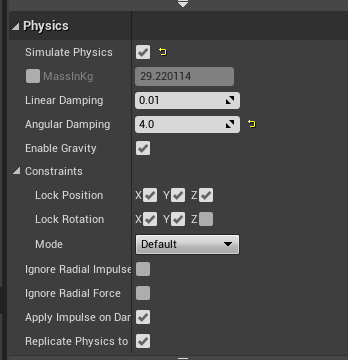 Physics
Simulate Physics
MassInKg 29.220114
Linear Damping 0.01
Angular Damping 4.0
Enable Gravity
Constraints
Lock Position X Y Z
Lock Rotation X Y Z
Mode Default
Ignore Radial Impulse
Ignore Radial Force
Apply Impulse on Dar
Replicate Physics to